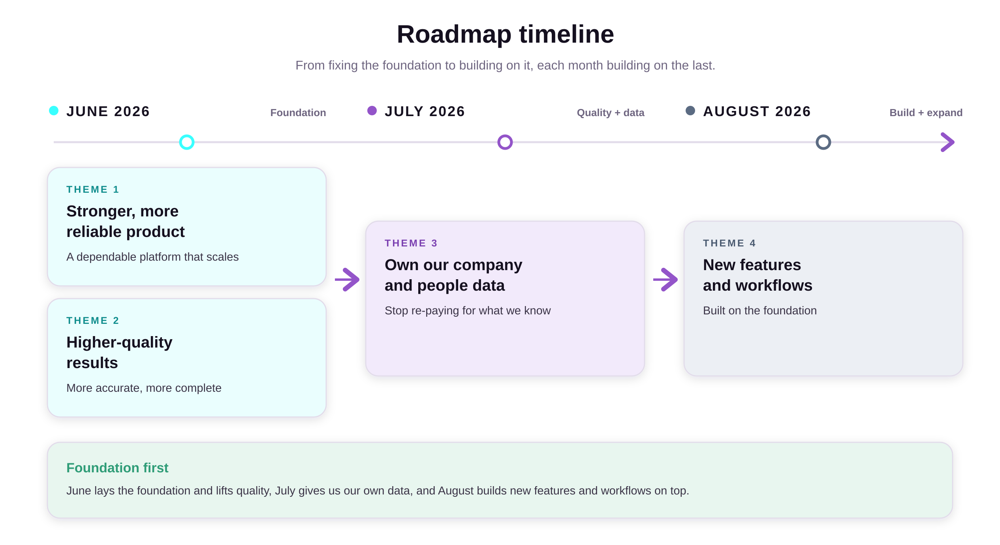 Roadmap timeline
From fixing the foundation to building on it, each month building on the last.
JUNE 2026
Foundation
JULY 2026
Quality + data
AUGUST 2026
Build + expand
THEME 1
Stronger, more
reliable product
A dependable platform that scales
THEME 2
Higher-quality
results
More accurate, more complete
THEME 3
Own our company
and people data
Stop re-paying for what we know
THEME 4
New features
and workflows
Built on the foundation
Foundation first
June lays the foundation and lifts quality, July gives us our own data, and August builds new features and workflows on top.